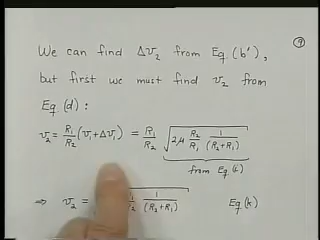 9
We can find Δv₂ from Eq(b'),
but first we must find v₂ from
Eq(d):
v₂ = R₁/R₂ (v₁ + Δv₁) = R₁/R₂ √(2μ R₂/R₁ 1/(R₂+R₁))
from Eq(f)
⇒ v₂ = 1/(R₂+R₁) Eq(k)